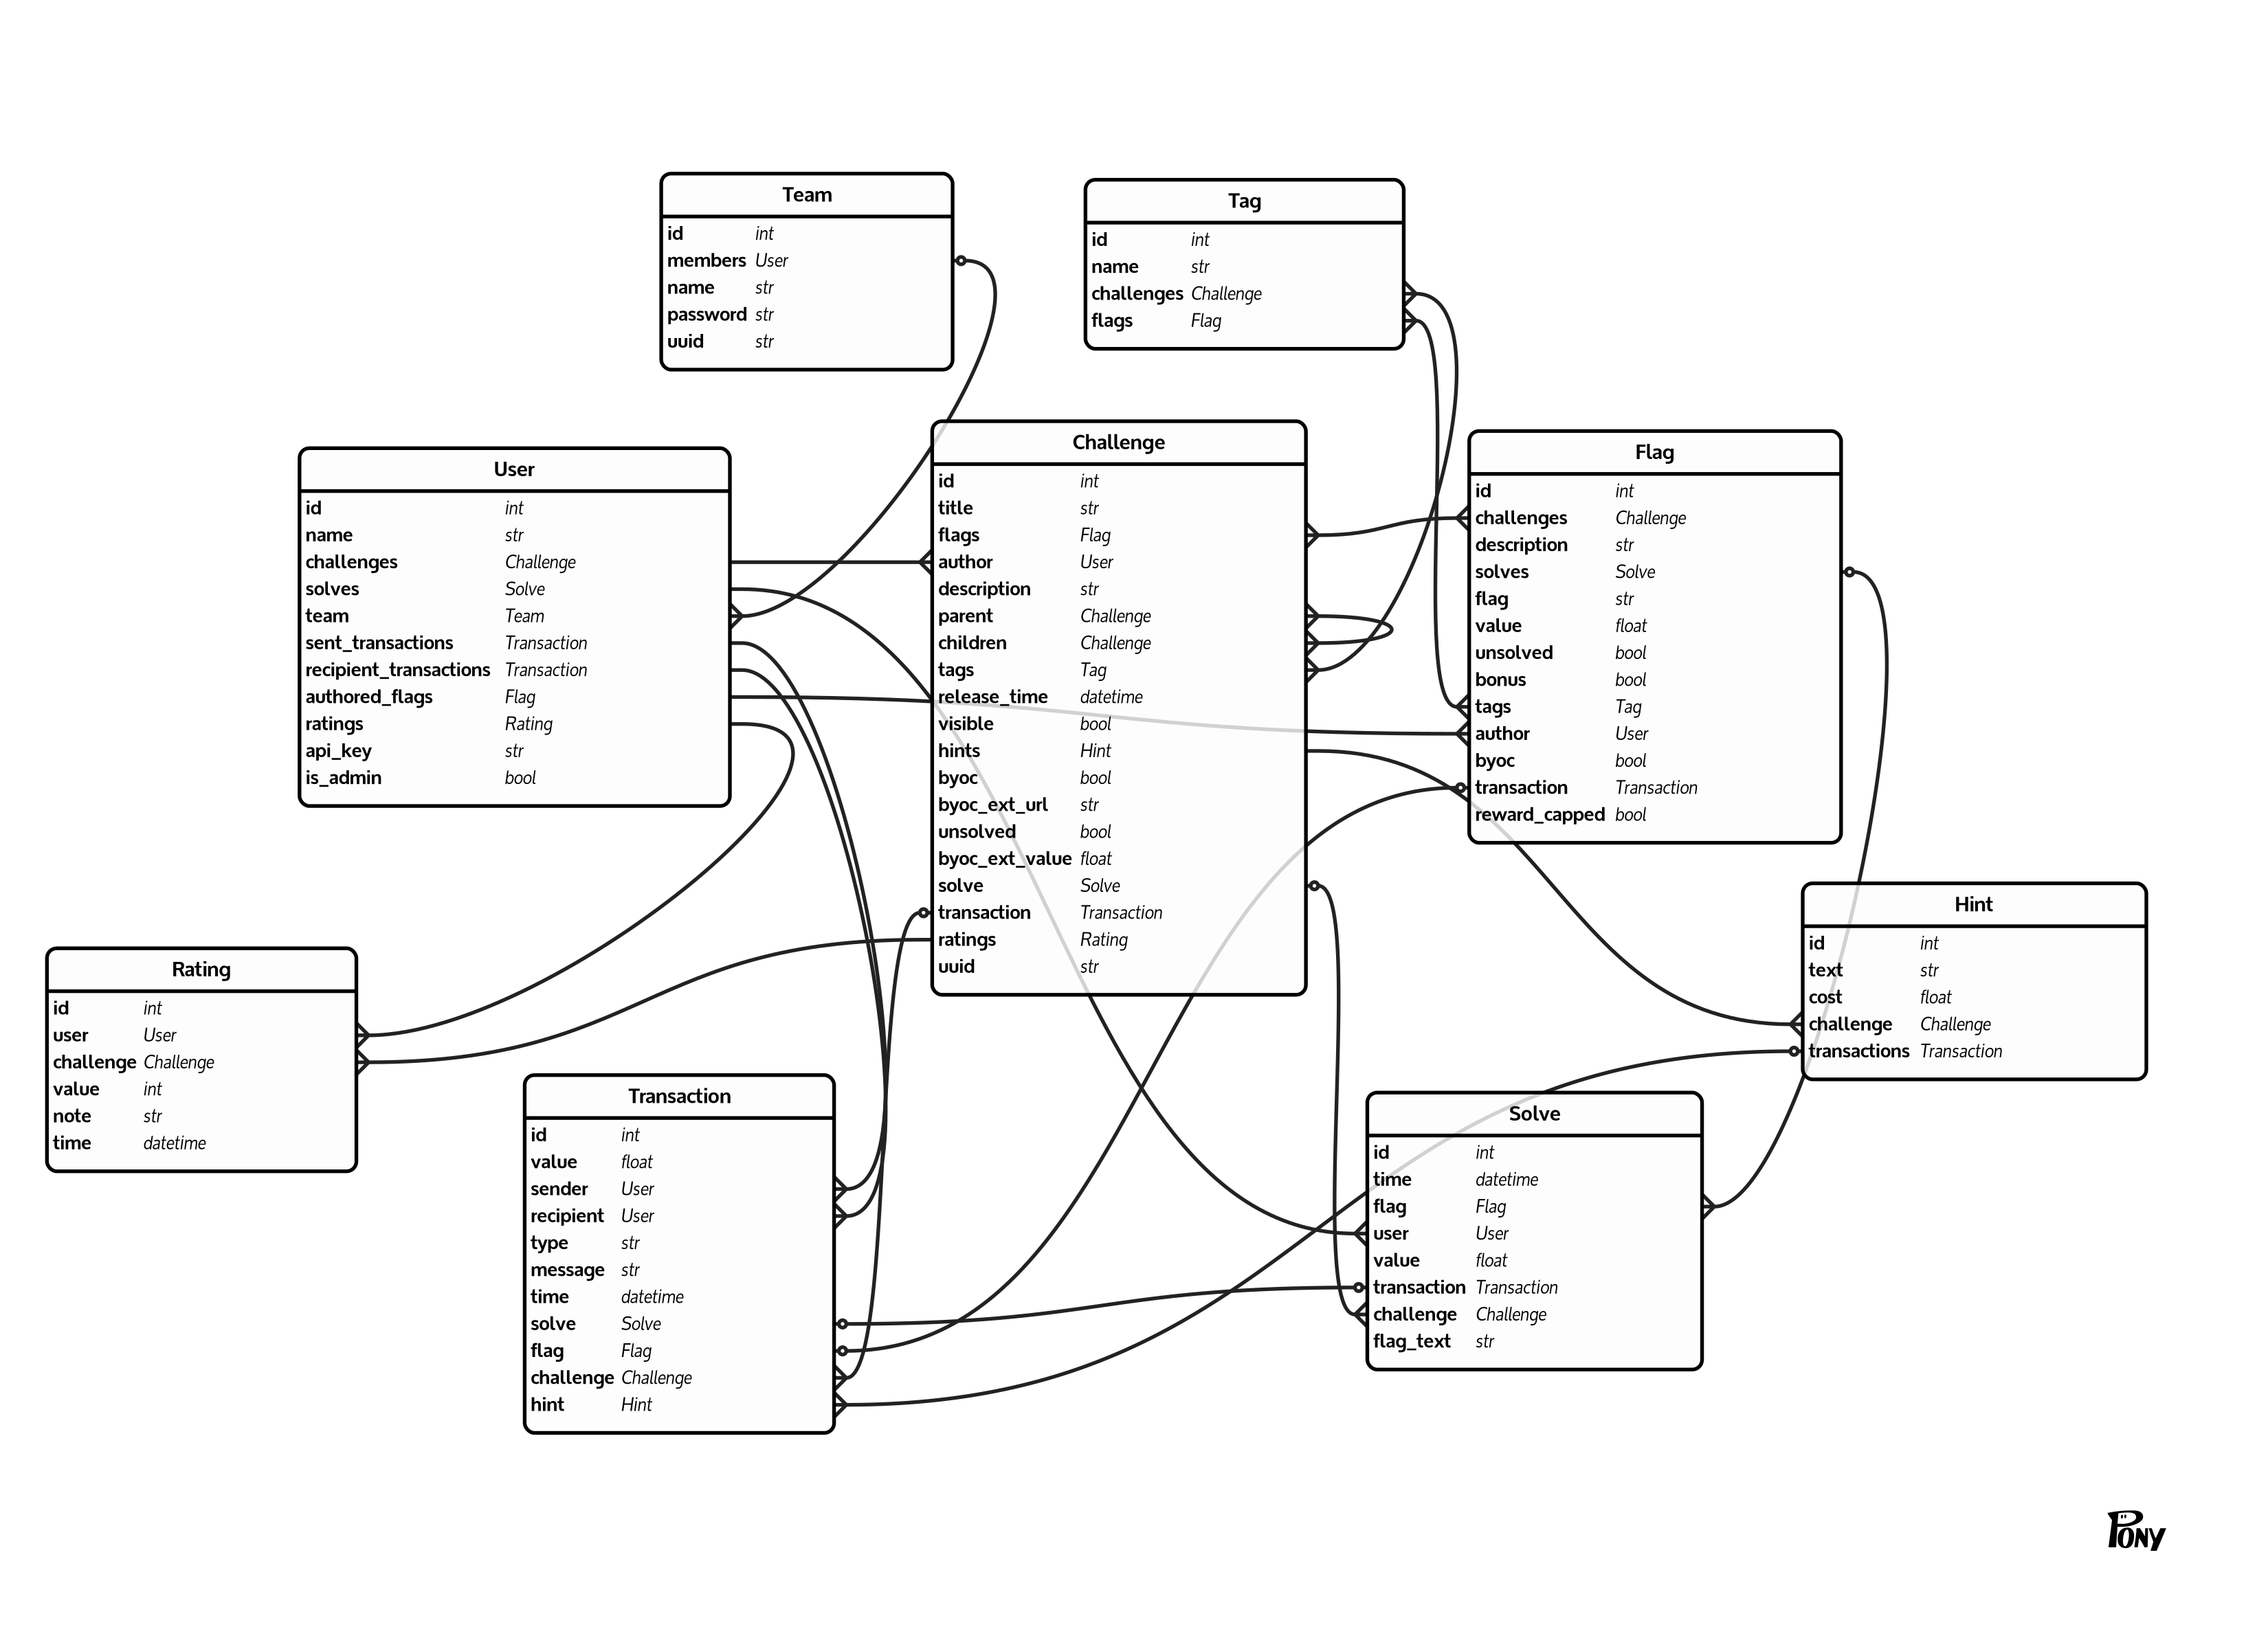 Team
id int
members User
name str
password str
uuid str
Tag
id int
name str
challenges Challenge
flags Flag
User
id int
name str
challenges Challenge
solves Solve
team Team
sent_transactions Transaction
recipient_transactions Transaction
authored_flags Flag
ratings Rating
api_key str
is_admin bool
Challenge
id int
title str
flags Flag
author User
description str
parent Challenge
children Challenge
tags Tag
release_time datetime
visible bool
hints Hint
byoc bool
byoc_ext_url str
unsolved bool
byoc_ext_value float
solve Solve
transaction Transaction
ratings Rating
uuid str
Flag
id int
challenges Challenge
description str
solves Solve
flag str
value float
unsolved bool
bonus bool
tags Tag
author User
byoc bool
transaction Transaction
reward_capped bool
Hint
id int
text str
cost float
challenge Challenge
transactions Transaction
Rating
id int
user User
challenge Challenge
value int
note str
time datetime
Transaction
id int
value float
sender User
recipient User
type str
message str
time datetime
solve Solve
flag Flag
challenge Challenge
hint Hint
Solve
id int
time datetime
flag Flag
user User
value float
transaction Transaction
challenge Challenge
flag_text str
PONY